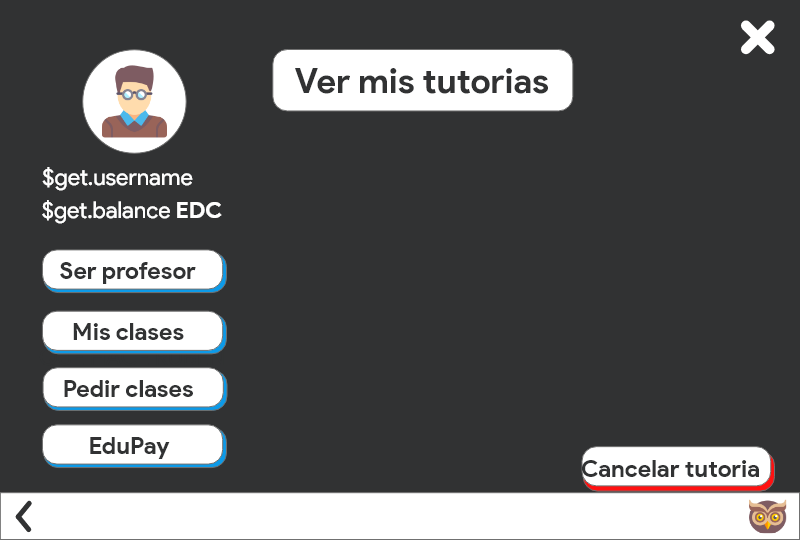 Ver mis tutorias
$get.username
$get.balance EDC
Ser profesor
Mis clases
Pedir clases
EduPay
Cancelar tutoria